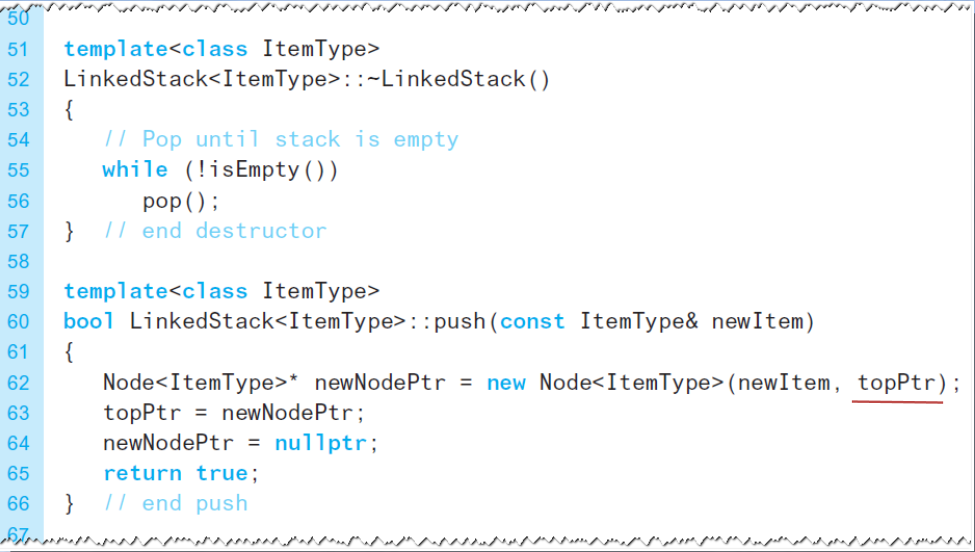 50
51 template<class ItemType>
52 LinkedStack<ItemType>::~LinkedStack()
53 {
54 // Pop until stack is empty
55 while (!isEmpty())
56 pop();
57 } // end destructor
58
59 template<class ItemType>
60 bool LinkedStack<ItemType>::push(const ItemType& newItem)
61 {
62 Node<ItemType>* newNodePtr = new Node<ItemType>(newItem, topPtr);
63 topPtr = newNodePtr;
64 newNodePtr = nullptr;
65 return true;
66 } // end push
67